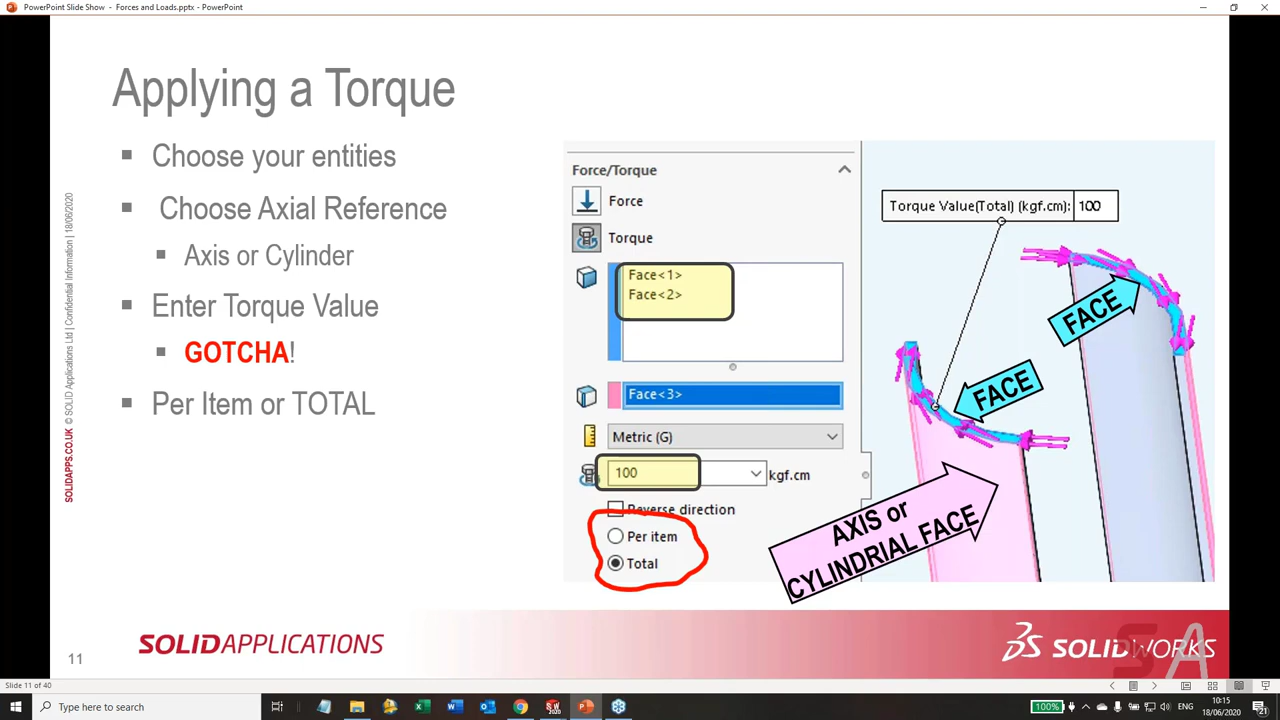 PowerPoint Slide Show - Forces and Loads.pptx - PowerPoint
Applying a Torque
Choose your entities
Choose Axial Reference
Axis or Cylinder
Enter Torque Value
GOTCHA!
Per Item or TOTAL
SOLIDAPPS.CO.UK © SOLID Applications Ltd | Confidential Information | 18/06/2020
Force/Torque
Force
Torque
Face<1>
Face<2>
Face<3>
Metric (G)
100
kgf.cm
Reverse direction
Per item
Total
Torque Value(Total) (kgf.cm): 100
FACE
FACE
AXIS or
CYLINDRIAL FACE
11
SOLIDAPPLICATIONS
SOLIDWORKS
SA
Slide 11 of 40
Type here to search
SW
2020
100%
ENG
10:15
18/06/2020
21